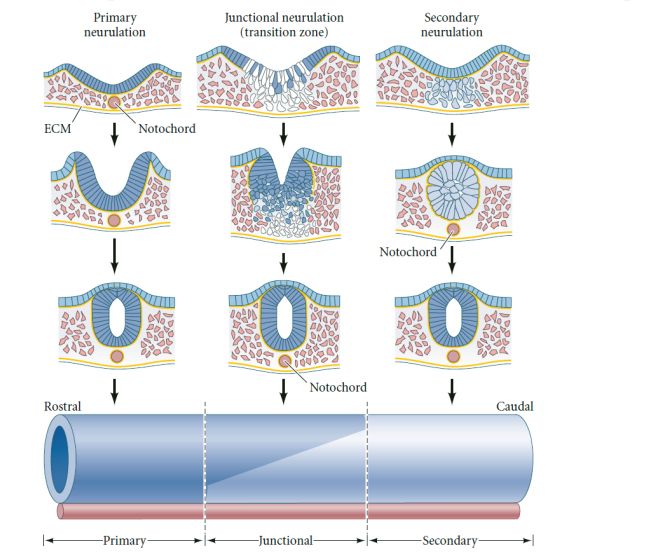 Primary
neurulation
Junctional neurulation
(transition zone)
Secondary
neurulation
ECM
Notochord
Notochord
Notochord
Rostral
Caudal
Primary
Junctional
Secondary